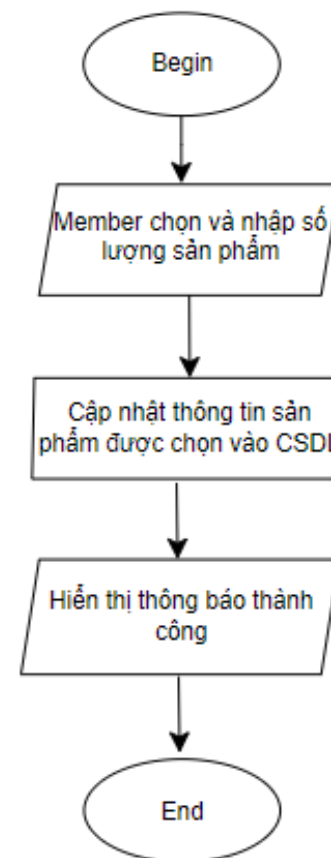 Begin
Member chọn và nhập số
lượng sản phẩm
Cập nhật thông tin sản
phẩm được chọn vào CSDL
Hiển thị thông báo thành
công
End